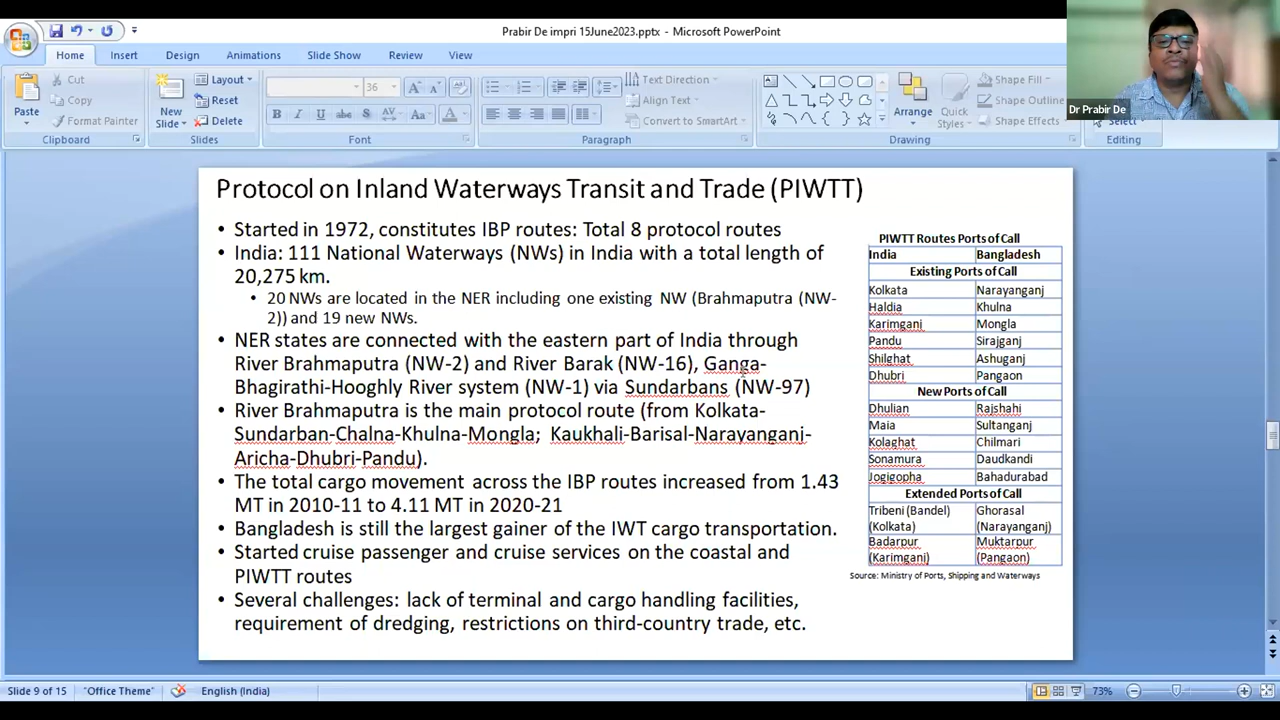 Prabir De impri 15June2023.pptx - Microsoft PowerPoint
Home Insert Design Animations Slide Show Review View
Cut
Copy
Format Painter
Paste
Clipboard
New
Slide
Layout
Reset
Delete
Slides
36
B I U abc S AV Aa A
Font
Text Direction
Align Text
Convert to SmartArt
Paragraph
Arrange
Quick
Styles
Shape Fill
Shape Outline
Shape Effects
Drawing
Select
Editing
Dr Prabir De
Protocol on Inland Waterways Transit and Trade (PIWTT)
• Started in 1972, constitutes IBP routes: Total 8 protocol routes
• India: 111 National Waterways (NWs) in India with a total length of
20,275 km.
• 20 NWs are located in the NER including one existing NW (Brahmaputra (NW-
2)) and 19 new NWs.
• NER states are connected with the eastern part of India through
River Brahmaputra (NW-2) and River Barak (NW-16), Ganga-
Bhagirathi-Hooghly River system (NW-1) via Sundarbans (NW-97)
• River Brahmaputra is the main protocol route (from Kolkata-
Sundarban-Chalna-Khulna-Mongla; Kaukhali-Barisal-Narayanganj-
Aricha-Dhubri-Pandu).
• The total cargo movement across the IBP routes increased from 1.43
MT in 2010-11 to 4.11 MT in 2020-21
• Bangladesh is still the largest gainer of the IWT cargo transportation.
• Started cruise passenger and cruise services on the coastal and
PIWTT routes
• Several challenges: lack of terminal and cargo handling facilities,
requirement of dredging, restrictions on third-country trade, etc.
PIWTT Routes Ports of Call
India Bangladesh
Existing Ports of Call
Kolkata Narayanganj
Haldia Khulna
Karimganj Mongla
Pandu Sirajganj
Shilghat Ashuganj
Dhubri Pangaon
New Ports of Call
Dhulian Rajshahi
Maia Sultanganj
Kolaghat Chilmari
Sonamura Daudkandi
Jogigopha Bahadurabad
Extended Ports of Call
Tribeni (Bandel) Ghorasal
(Kolkata) (Narayanganj)
Badarpur Muktarpur
(Karimganj) (Pangaon)
Source: Ministry of Ports, Shipping and Waterways
Slide 9 of 15 "Office Theme" English (India) 73%